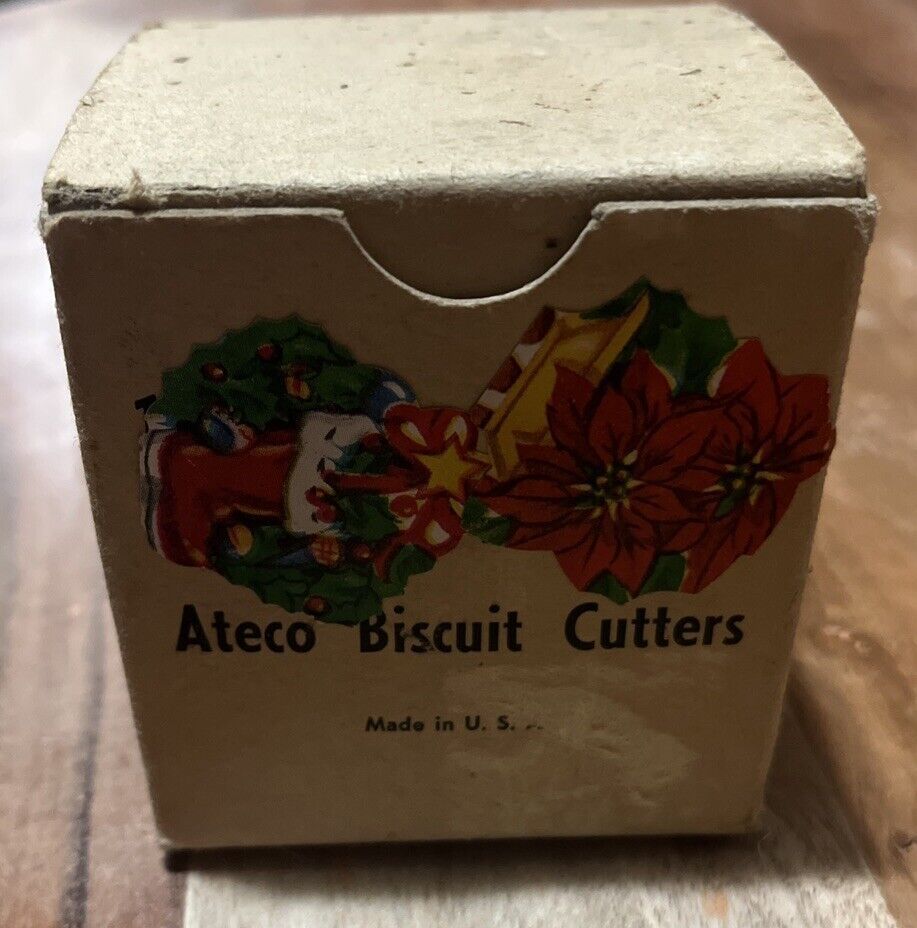 Ateco Biscuit Cutters
Made in U. S. A.